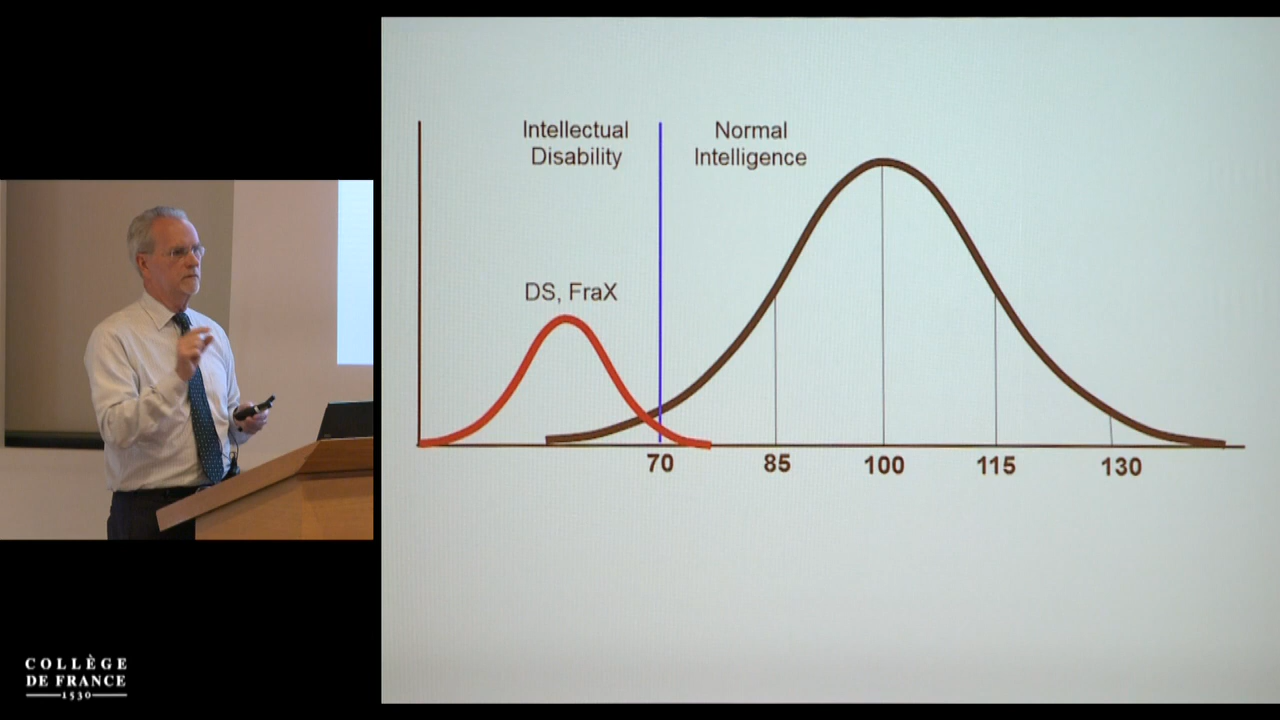 Intellectual
Disability
Normal
Intelligence
DS, FraX
70
85
100
115
130
COLLÈGE
DE FRANCE
1530